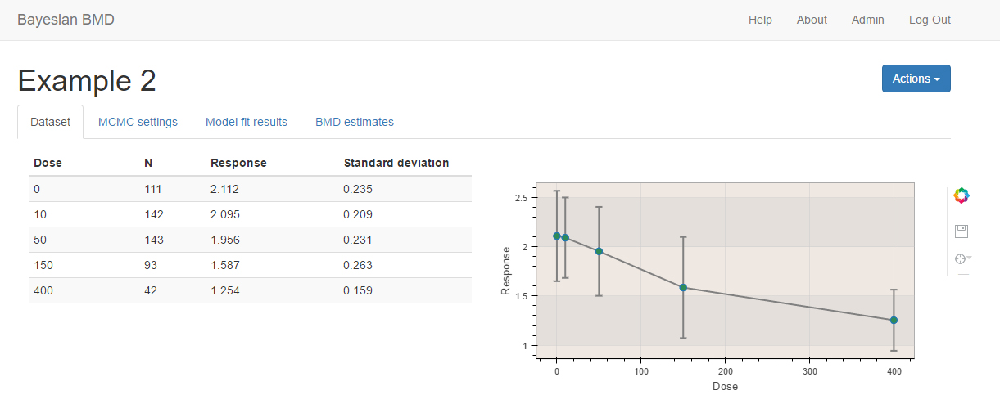 Bayesian BMD Help About Admin Log Out
Example 2 Actions
Dataset MCMC settings Model fit results BMD estimates
Dose N Response Standard deviation
0 111 2.112 0.235
10 142 2.095 0.209
50 143 1.956 0.231
150 93 1.587 0.263
400 42 1.254 0.159
2.5
2
1.5
1
Response
0 100 200 300 400
Dose